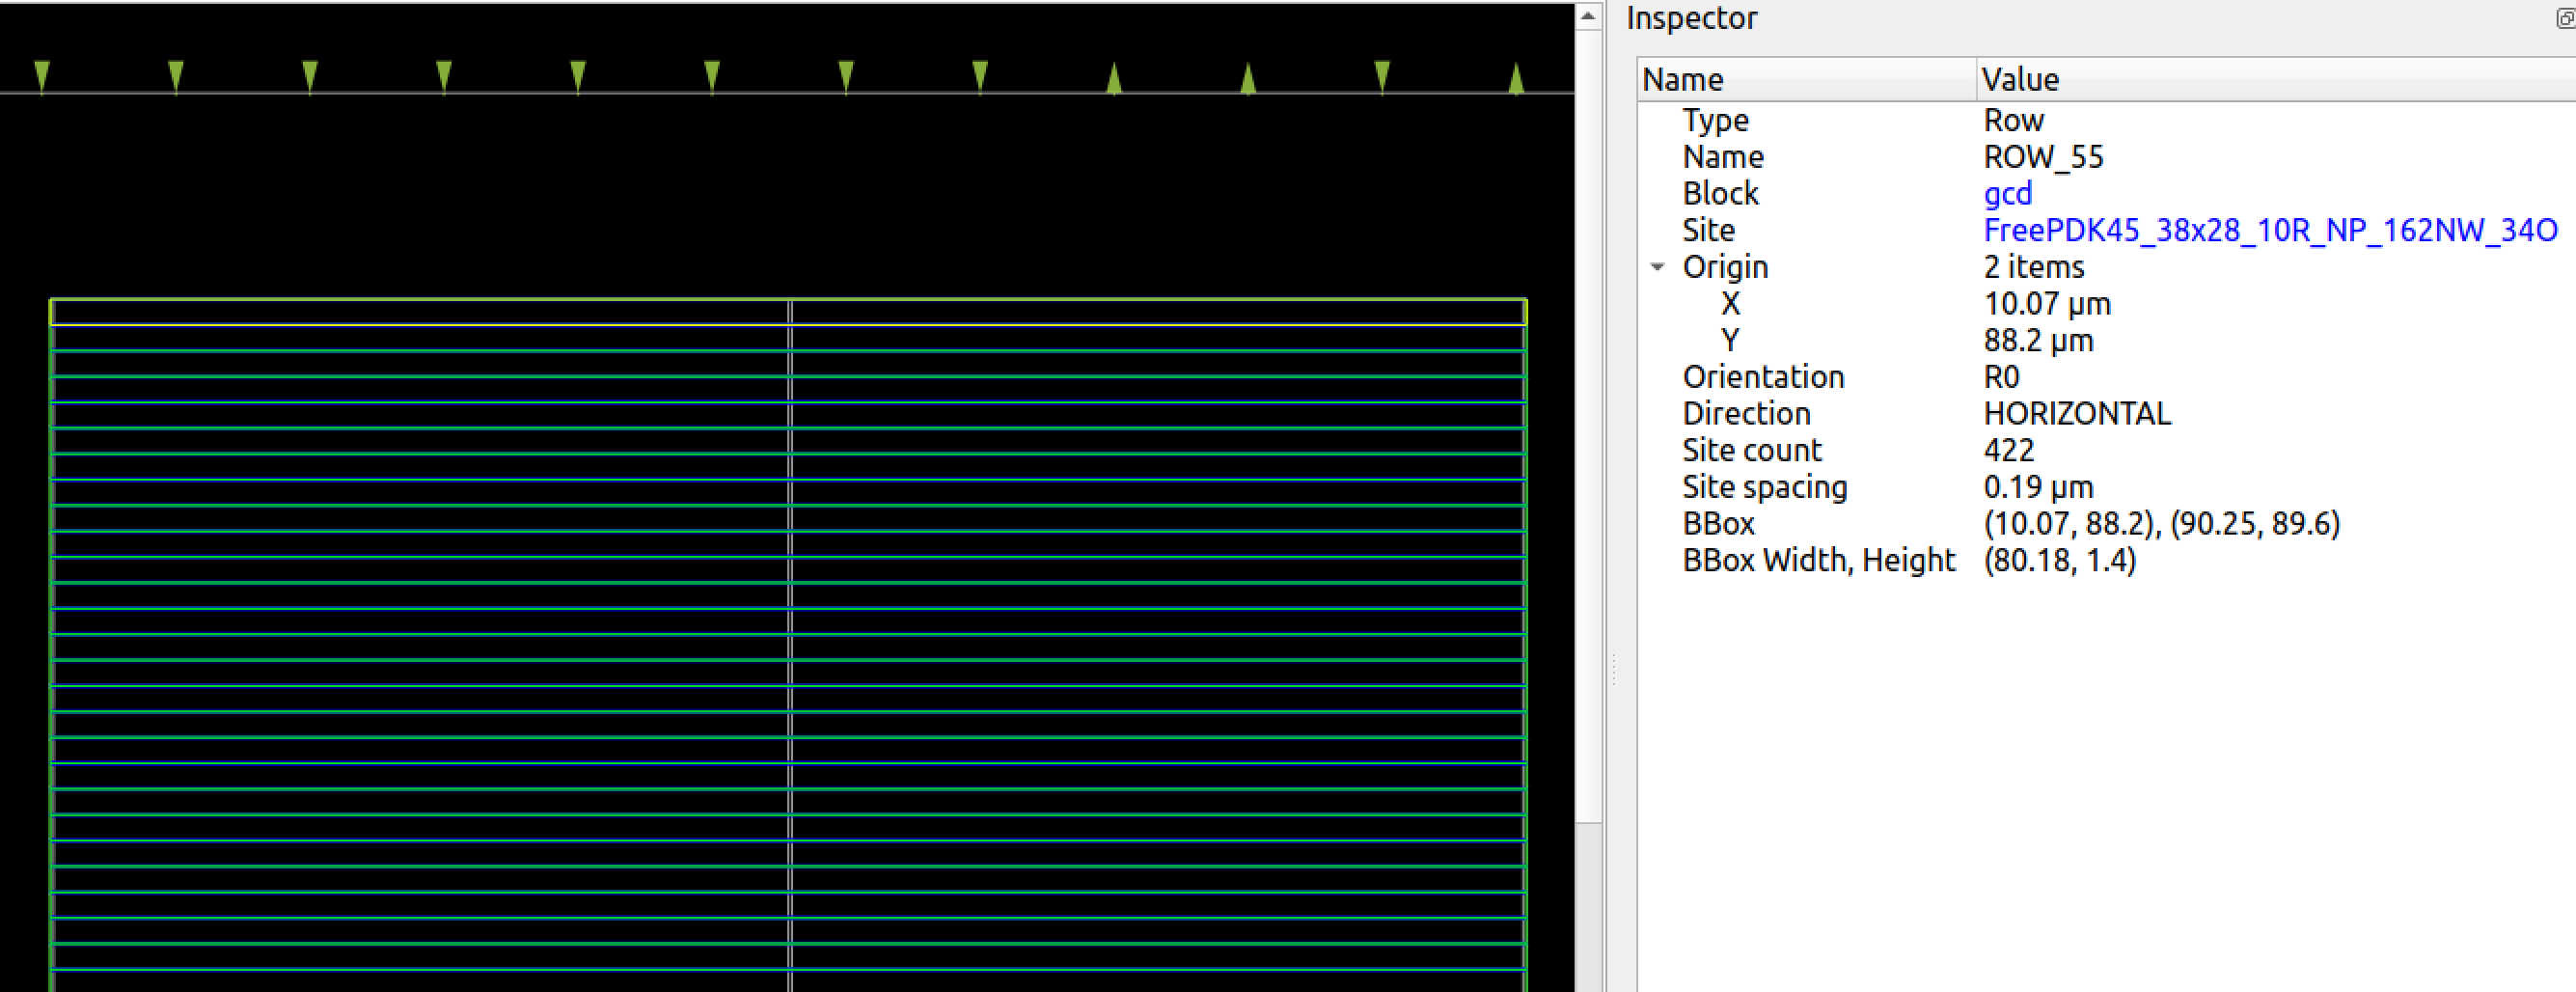 Inspector
Name Value
Type Row
Name ROW_55
Block gcd
Site FreePDK45_38x28_10R_NP_162NW_34O
Origin 2 items
X 10.07 μm
Y 88.2 μm
Orientation R0
Direction HORIZONTAL
Site count 422
Site spacing 0.19 μm
BBox (10.07, 88.2), (90.25, 89.6)
BBox Width, Height (80.18, 1.4)